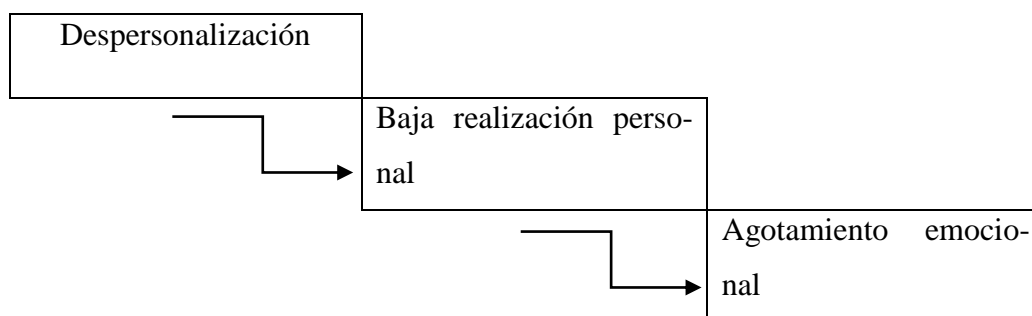 Despersonalización
Baja realización perso-
nal
Agotamiento emocio-
nal